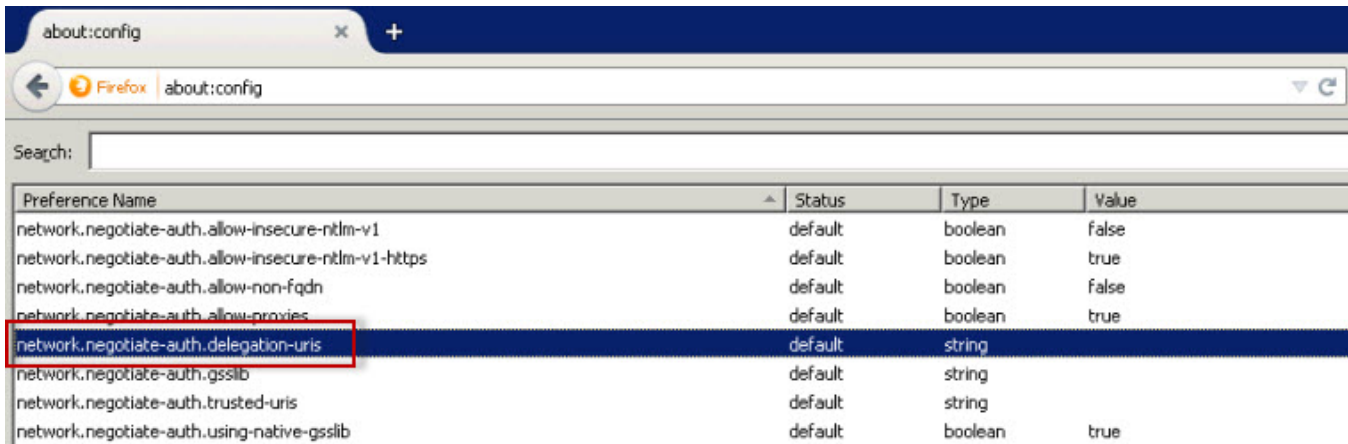 about:config
Firefox about:config
Search:
Preference Name Status Type Value
network.negotiate-auth.allow-insecure-ntlm-v1 default boolean false
network.negotiate-auth.allow-insecure-ntlm-v1-https default boolean true
network.negotiate-auth.allow-non-fqdn default boolean false
network.negotiate-auth.allow-proxies default boolean true
network.negotiate-auth.delegation-uris default string
network.negotiate-auth.gsslib default string
network.negotiate-auth.trusted-uris default string
network.negotiate-auth.using-native-gsslib default boolean true